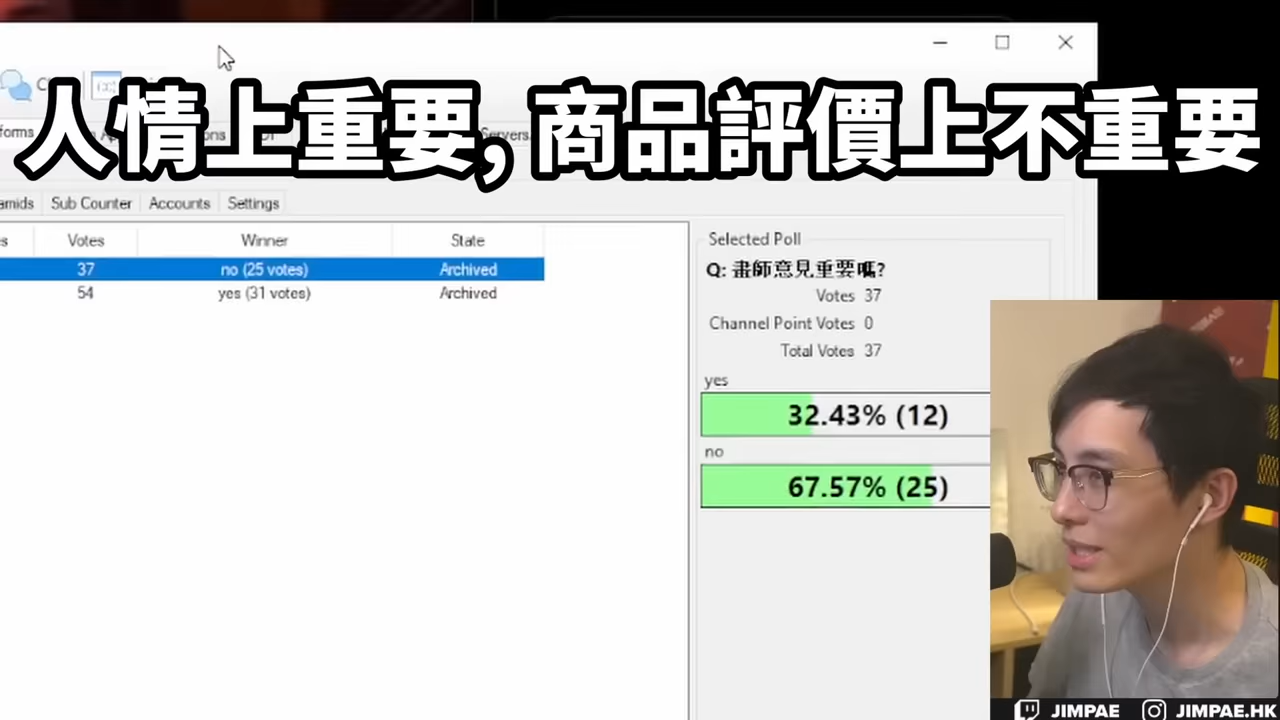 人情上重要, 商品評價上不重要
Servers
Sub Counter Accounts Settings
Votes Winner State
37 no (25 votes) Archived
54 yes (31 votes) Archived
Selected Poll
Q: 畫師意見重要嗎?
Votes 37
Channel Point Votes 0
Total Votes 37
yes
32.43% (12)
no
67.57% (25)
JIMPAE JIMPAE.HK